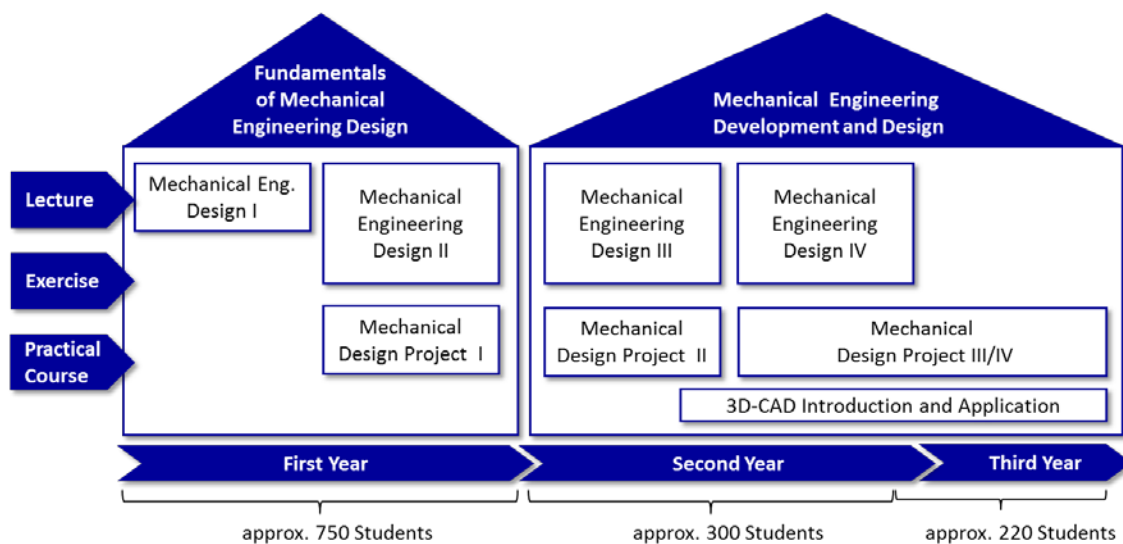 Fundamentals
of Mechanical
Engineering Design
Mechanical Engineering
Development and Design
Lecture
Exercise
Practical
Course
Mechanical Eng.
Design I
Mechanical
Engineering
Design II
Mechanical
Design Project I
Mechanical
Engineering
Design III
Mechanical
Engineering
Design IV
Mechanical
Design Project II
Mechanical
Design Project III/IV
3D-CAD Introduction and Application
First Year
Second Year
Third Year
approx. 750 Students
approx. 300 Students
approx. 220 Students